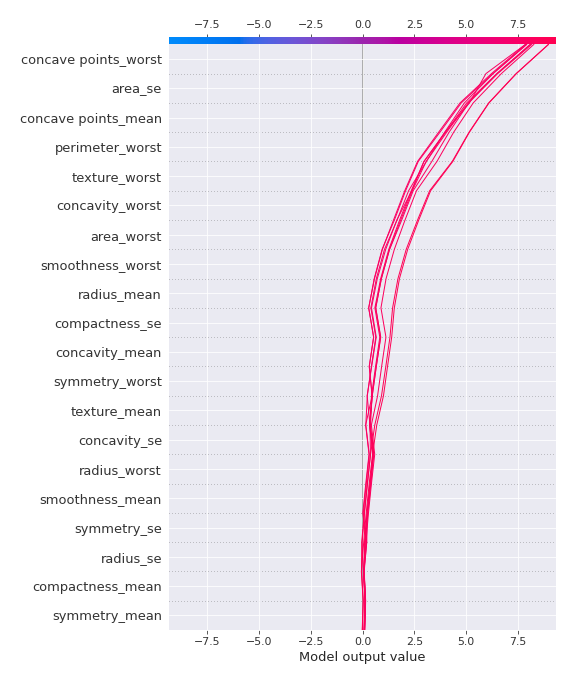 −7.5 −5.0 −2.5 0.0 2.5 5.0 7.5
concave points_worst
area_se
concave points_mean
perimeter_worst
texture_worst
concavity_worst
area_worst
smoothness_worst
radius_mean
compactness_se
concavity_mean
symmetry_worst
texture_mean
concavity_se
radius_worst
smoothness_mean
symmetry_se
radius_se
compactness_mean
symmetry_mean
−7.5 −5.0 −2.5 0.0 2.5 5.0 7.5
Model output value